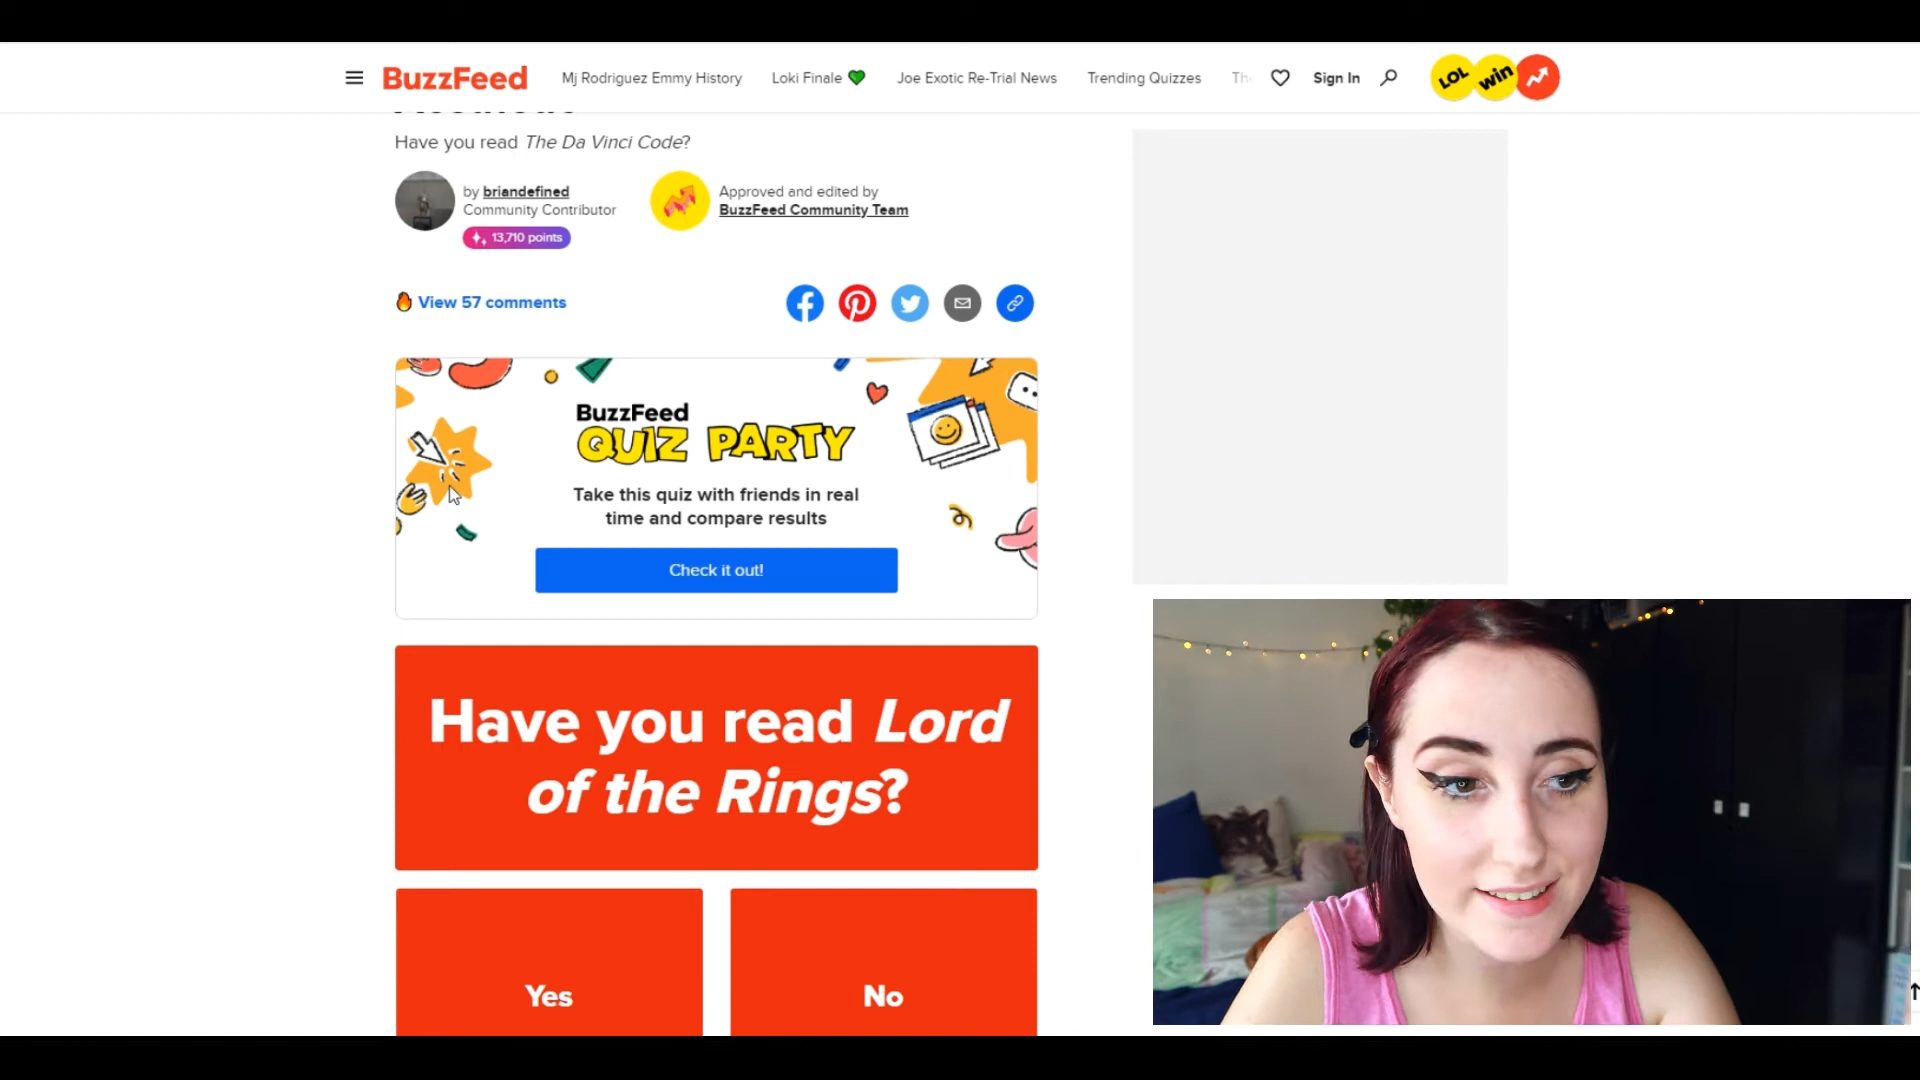 BuzzFeed
Mj Rodriguez Emmy History
Loki Finale
Joe Exotic Re-Trial News
Trending Quizzes
Sign In
LOL
win
Have you read The Da Vinci Code?
by briandefined
Community Contributor
13,710 points
Approved and edited by
BuzzFeed Community Team
View 57 comments
BuzzFeed
QUIZ PARTY
Take this quiz with friends in real
time and compare results
Check it out!
Have you read Lord
of the Rings?
Yes
No